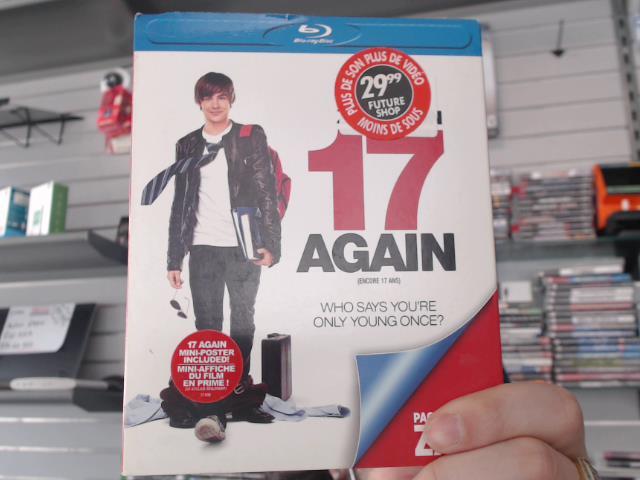 Blu-ray Disc
PLUS DE SON PLUS DE VIDÉO
29.99
FUTURE
SHOP
MOINS DE SOUS
17
AGAIN
(ENCORE 17 ANS)
WHO SAYS YOU'RE
ONLY YOUNG ONCE?
17 AGAIN
MINI-POSTER
INCLUDED!
MINI-AFFICHE
DU FILM
EN PRIME !